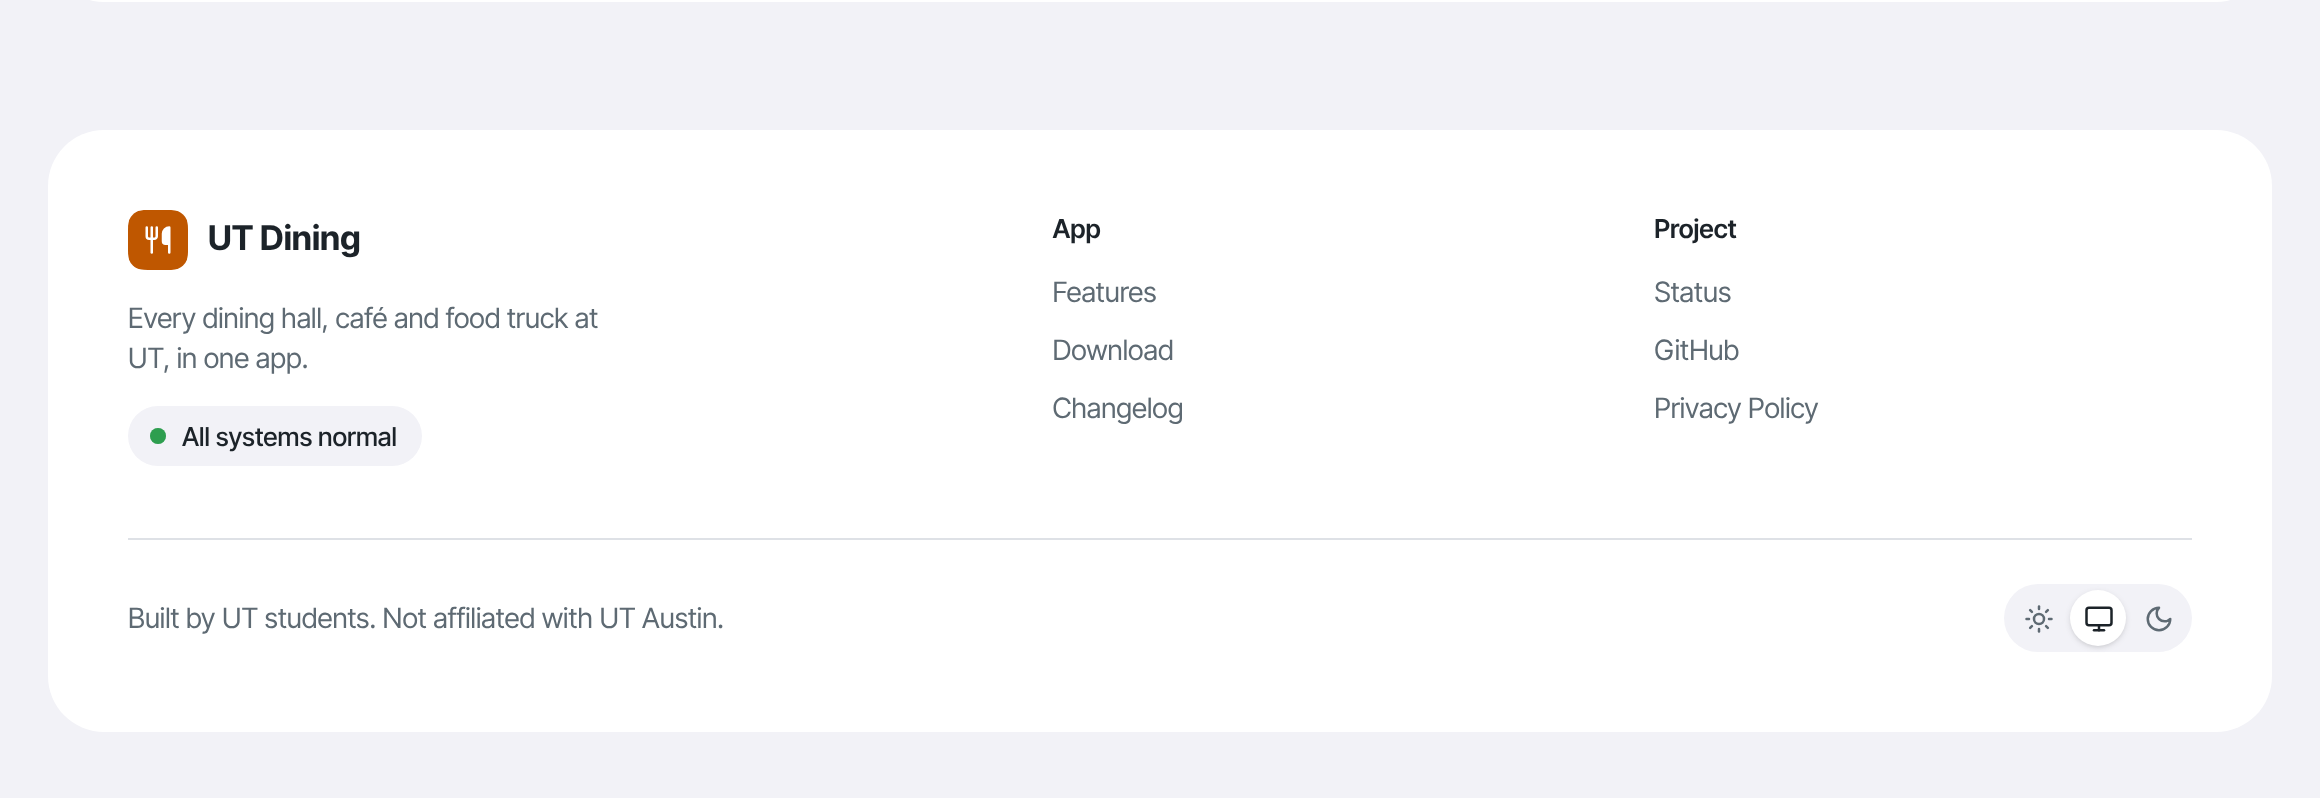 UT Dining
Every dining hall, café and food truck at
UT, in one app.
All systems normal
App
Features
Download
Changelog
Project
Status
GitHub
Privacy Policy
Built by UT students. Not affiliated with UT Austin.